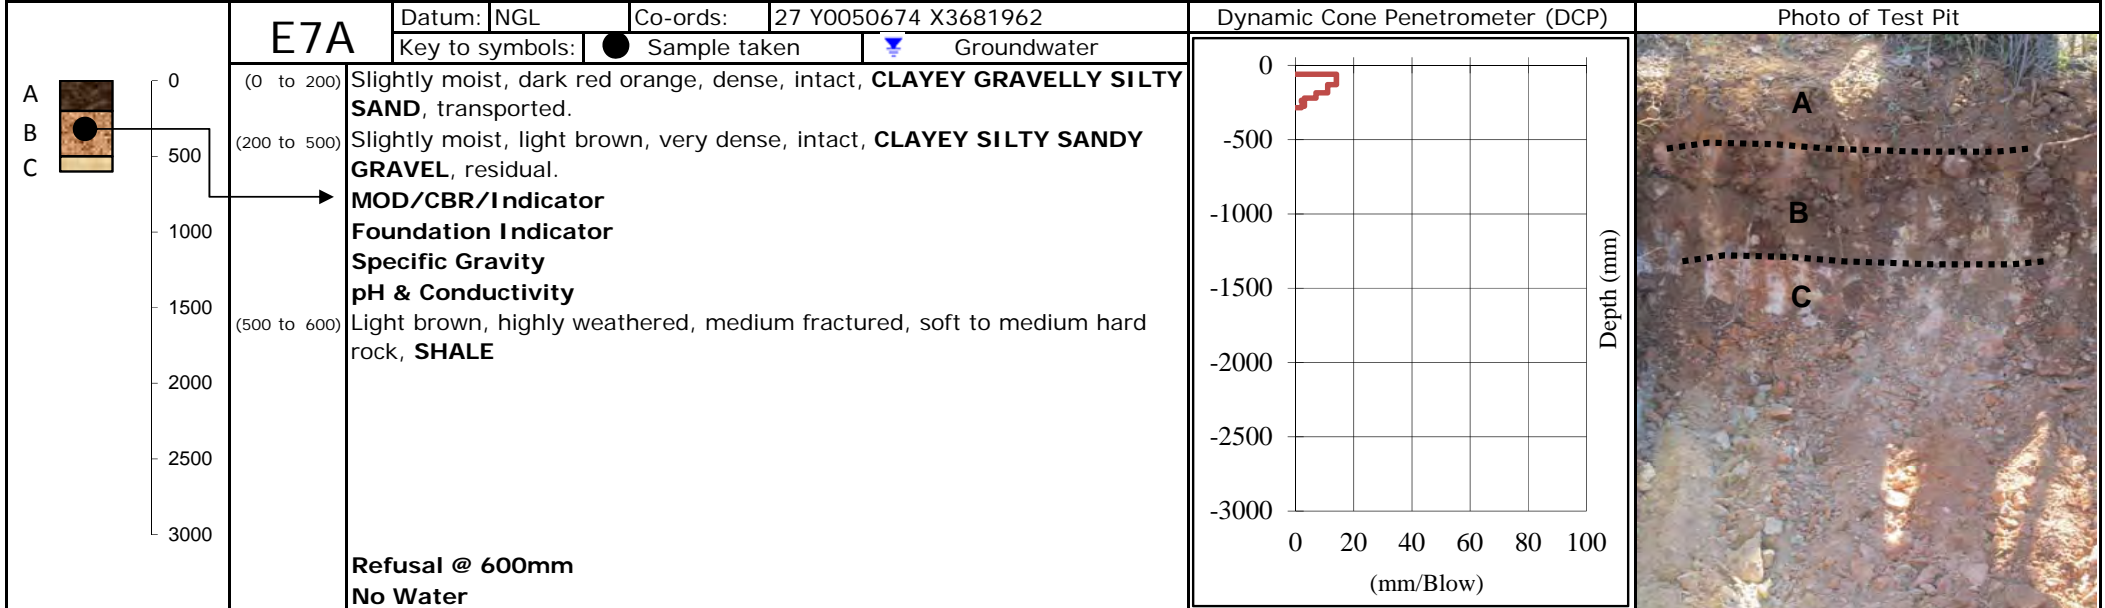 E7A
Datum: NGL Co-ords: 27 Y0050674 X3681962
Key to symbols: Sample taken Groundwater
A
B
C
0
500
1000
1500
2000
2500
3000
(0 to 200) Slightly moist, dark red orange, dense, intact, CLAYEY GRAVELLY SILTY
SAND, transported.
(200 to 500) Slightly moist, light brown, very dense, intact, CLAYEY SILTY SANDY
GRAVEL, residual.
MOD/CBR/Indicator
Foundation Indicator
Specific Gravity
pH & Conductivity
(500 to 600) Light brown, highly weathered, medium fractured, soft to medium hard
rock, SHALE
Refusal @ 600mm
No Water
Dynamic Cone Penetrometer (DCP)
0
-500
-1000
-1500
-2000
-2500
-3000
0 20 40 60 80 100
(mm/Blow)
Depth (mm)
Photo of Test Pit
A
B
C